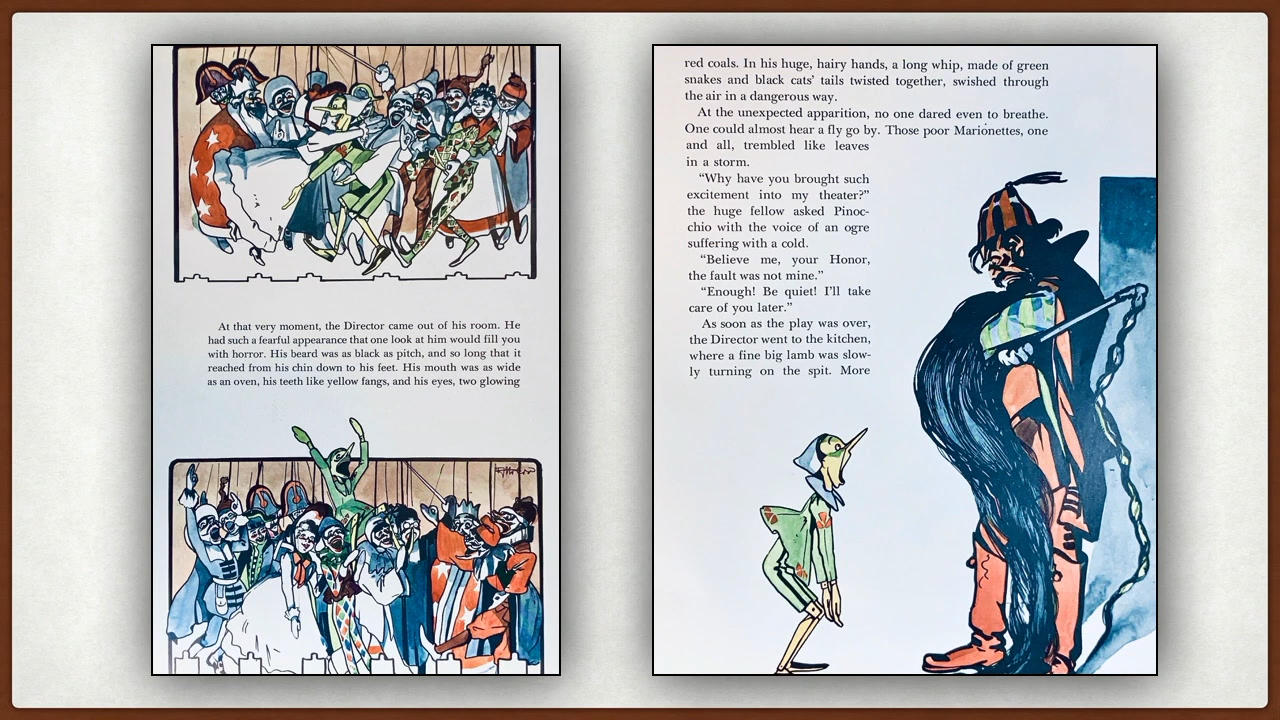 At that very moment, the Director came out of his room. He
had such a fearful appearance that one look at him would fill you
with horror. His beard was as black as pitch, and so long that it
reached from his chin down to his feet. His mouth was as wide
as an oven, his teeth like yellow fangs, and his eyes, two glowing
red coals. In his huge, hairy hands, a long whip, made of green
snakes and black cats’ tails twisted together, swished through
the air in a dangerous way.
At the unexpected apparition, no one dared even to breathe.
One could almost hear a fly go by. Those poor Marionettes, one
and all, trembled like leaves
in a storm.
“Why have you brought such
excitement into my theater?”
the huge fellow asked Pinoc-
chio with the voice of an ogre
suffering with a cold.
“Believe me, your Honor,
the fault was not mine.”
“Enough! Be quiet! I’ll take
care of you later.”
As soon as the play was over,
the Director went to the kitchen,
where a fine big lamb was slow-
ly turning on the spit. More